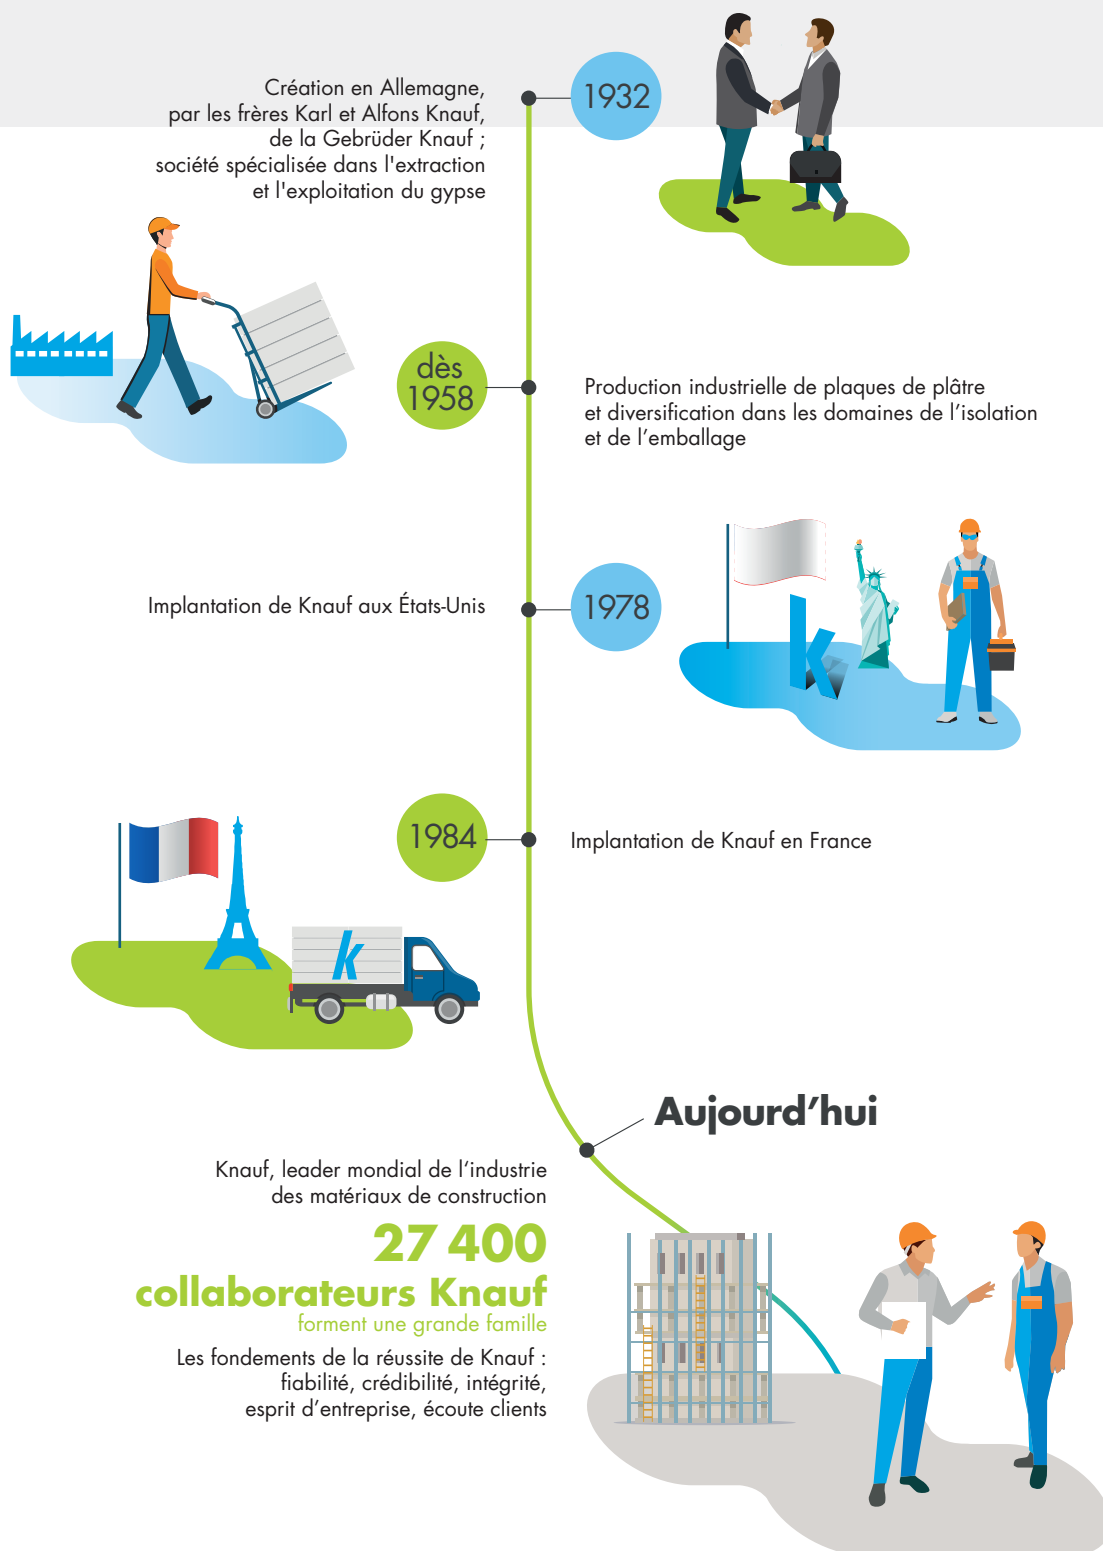 Création en Allemagne,
par les frères Karl et Alfons Knauf,
de la Gebrüder Knauf ;
société spécialisée dans l'extraction
et l'exploitation du gypse
1932
dès
1958
Production industrielle de plaques de plâtre
et diversification dans les domaines de l’isolation
et de l’emballage
Implantation de Knauf aux États-Unis
1978
k
1984
Implantation de Knauf en France
k
Aujourd’hui
Knauf, leader mondial de l’industrie
des matériaux de construction
27 400
collaborateurs Knauf
forment une grande famille
Les fondements de la réussite de Knauf :
fiabilité, crédibilité, intégrité,
esprit d’entreprise, écoute clients